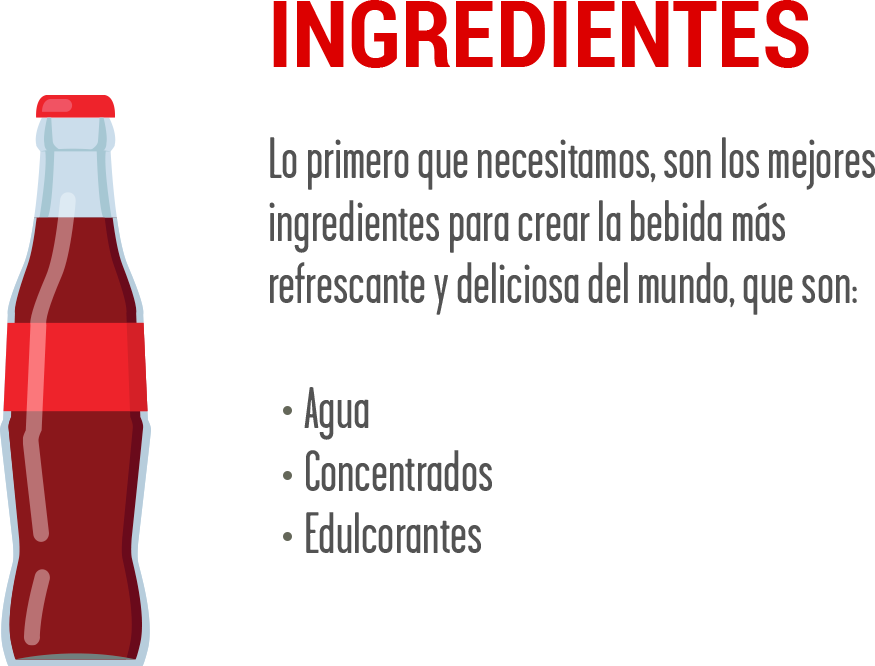 INGREDIENTES
Lo primero que necesitamos, son los mejores
ingredientes para crear la bebida más
refrescante y deliciosa del mundo, que son:
• Agua
• Concentrados
• Edulcorantes